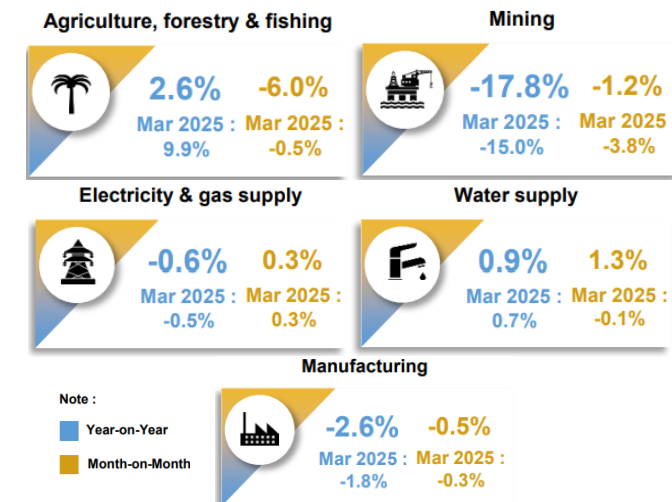 Agriculture, forestry & fishing
2.6% -6.0%
Mar 2025 : Mar 2025 :
9.9% -0.5%
Mining
-17.8% -1.2%
Mar 2025 : Mar 2025
-15.0% -3.8%
Electricity & gas supply
-0.6% 0.3%
Mar 2025 : Mar 2025 :
-0.5% 0.3%
Water supply
0.9% 1.3%
Mar 2025 : Mar 2025 :
0.7% -0.1%
Manufacturing
-2.6% -0.5%
Mar 2025 : Mar 2025 :
-1.8% -0.3%
Note :
Year-on-Year
Month-on-Month